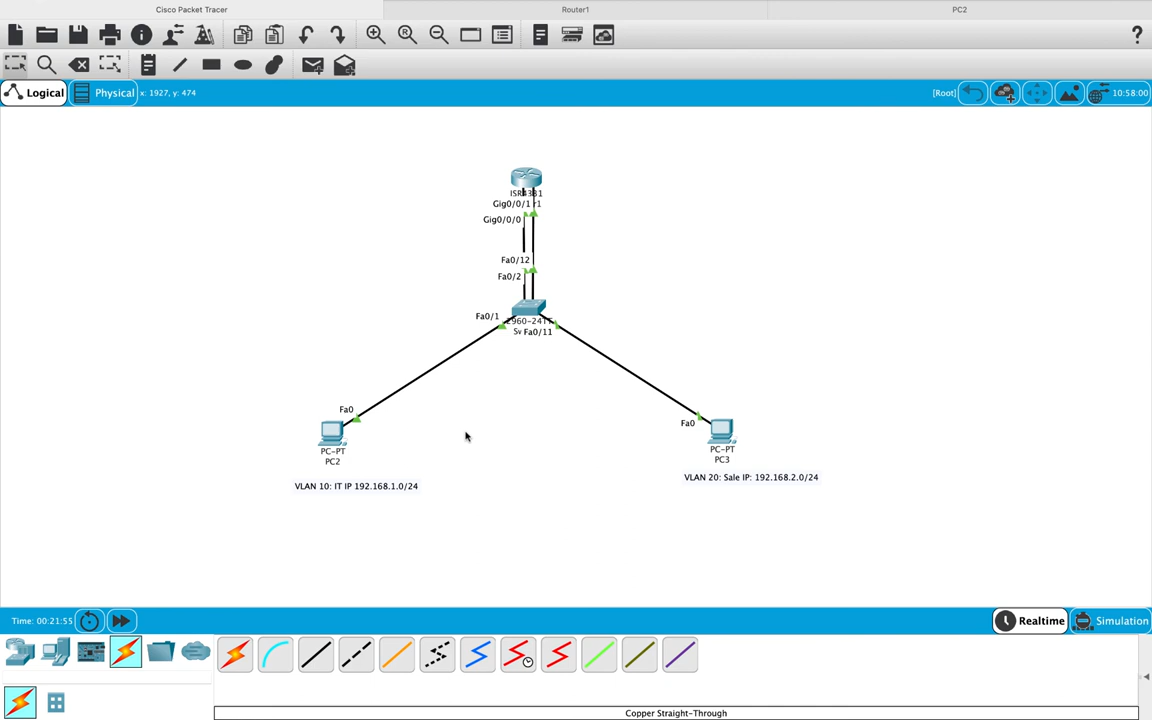 Cisco Packet Tracer
Router1
PC2
?
Logical
Physical
x: 1927, y: 474
[Root]
10:58:00
Gig0/0/1
Gig0/0/0
Fa0/12
Fa0/2
Fa0/1
Fa0/11
Fa0
Fa0
PC-PT
PC2
PC-PT
PC3
VLAN 10: IT IP 192.168.1.0/24
VLAN 20: Sale IP: 192.168.2.0/24
Time: 00:21:55
Realtime
Simulation
Copper Straight-Through